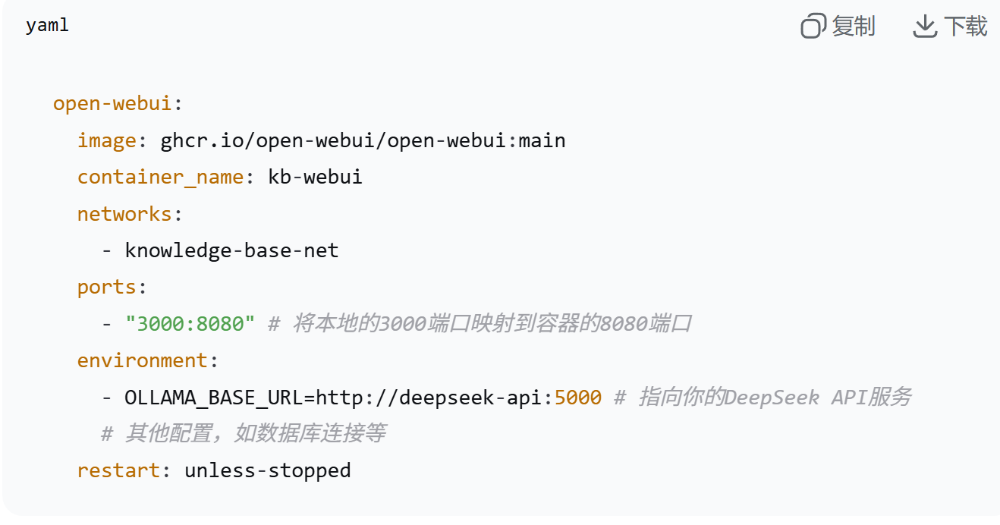 yaml
复制
下载
open-webui:
image: ghcr.io/open-webui/open-webui:main
container_name: kb-webui
networks:
- knowledge-base-net
ports:
- "3000:8080" # 将本地的3000端口映射到容器的8080端口
environment:
- OLLAMA_BASE_URL=http://deepseek-api:5000 # 指向你的DeepSeek API服务
# 其他配置，如数据库连接等
restart: unless-stopped